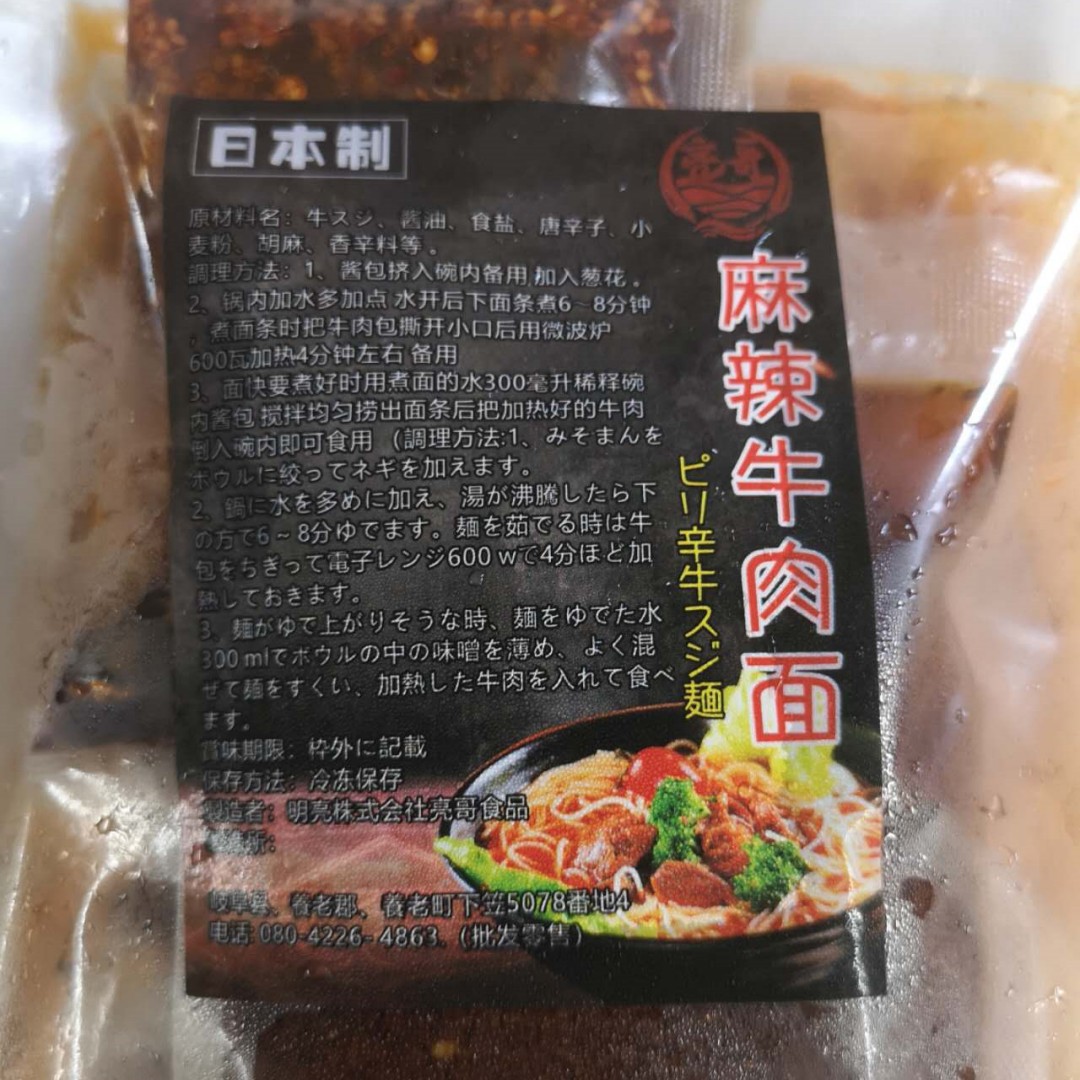 日本制
亮哥
麻辣牛肉面
ピリ辛牛スジ麺
原材料名：牛スジ、醤油、食盐、唐辛子、小
麦粉、胡麻、香辛料等。
調理方法：1、酱包挤入碗内备用 加入葱花。
2、锅内加水多加点 水开后下面条煮6~8分钟
，煮面条时把牛肉包撕开小口后用微波炉
600瓦加热4分钟左右 备用
3、面快要煮好时用煮面的水300毫升稀释碗
内酱包 搅拌均匀捞出面条后把加热好的牛肉
倒入碗内即可食用 （調理方法:1、みそまんを
ボウルに絞ってネギを加えます。
2、鍋に水を多めに加え、湯が沸騰したら下
の方で6～8分ゆでます。麺を茹でる時は牛
包をちぎって電子レンジ600 wで4分ほど加
熱しておきます。
3、麺がゆで上がりそうな時、麺をゆでた水
300 mlでボウルの中の味噌を薄め、よく混
ぜて麺をすくい、加熱した牛肉を入れて食べ
ます。
賞味期限：枠外に記載
保存方法：冷冻保存
製造者：明亮株式会社亮哥食品
岐阜县、養老郡、養老町下笠5078番地4
电话: 080-4226-4863.（批发零售）